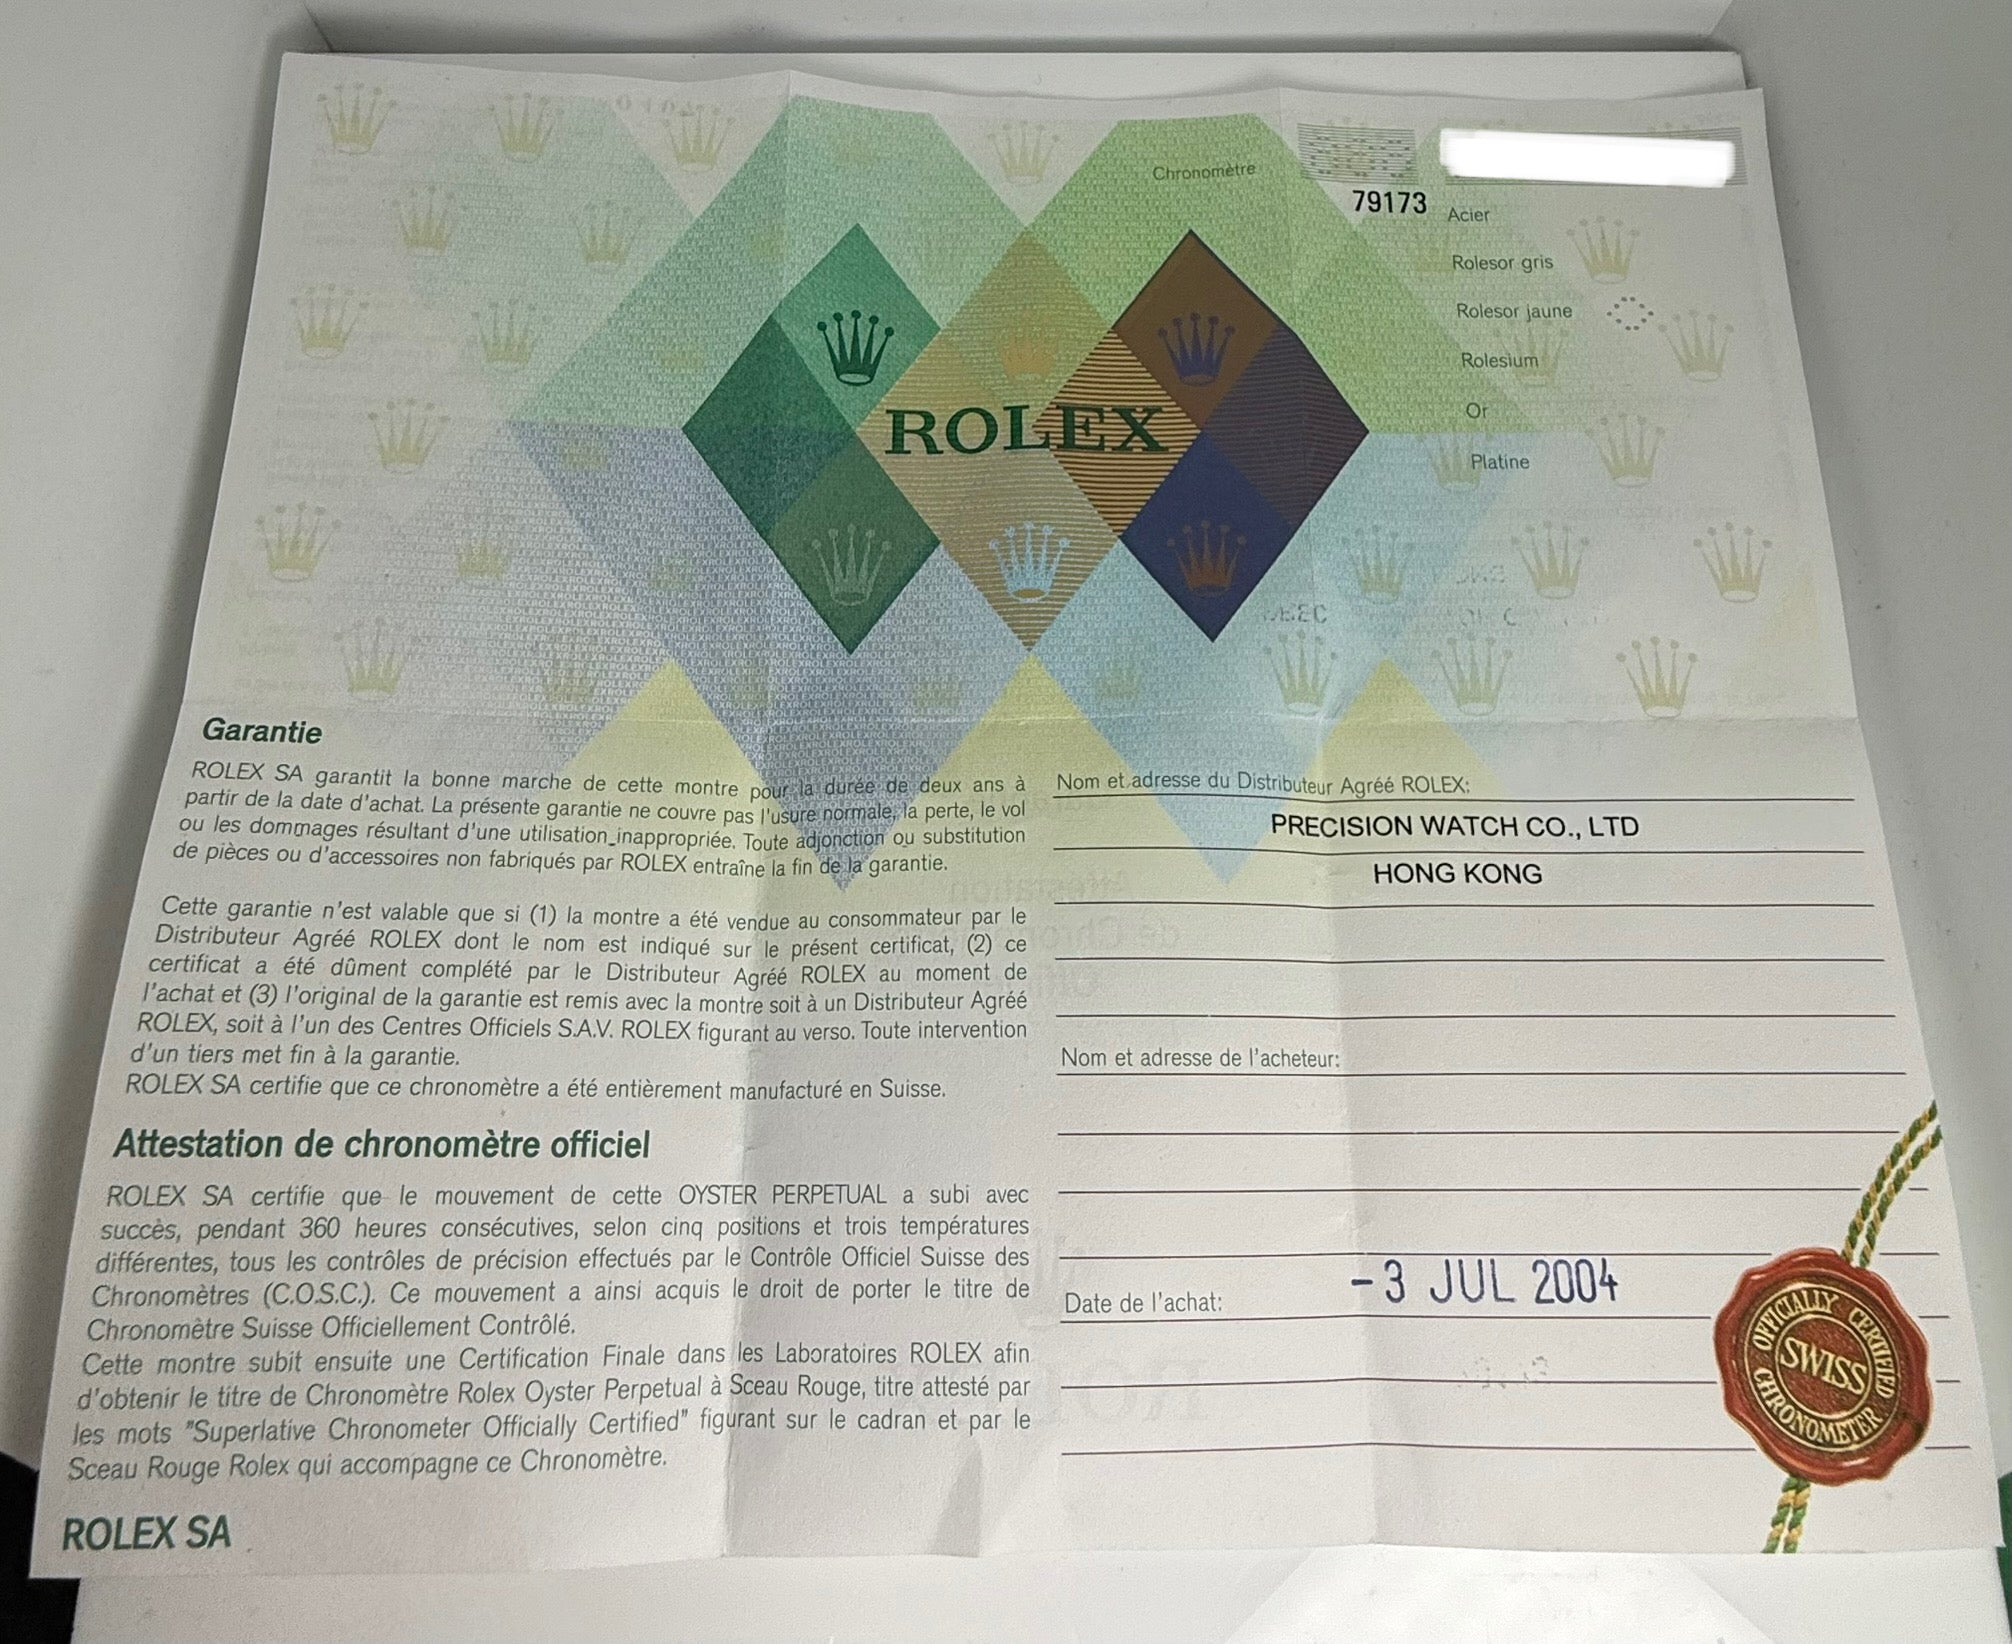 Chronomètre
79173
Acier
Rolesor gris
Rolesor jaune
Rolesium
Or
Platine
ROLEX
Garantie
ROLEX SA garantit la bonne marche de cette montre pour la durée de deux ans à
partir de la date d'achat. La présente garantie ne couvre pas l'usure normale, la perte, le vol
ou les dommages résultant d'une utilisation inappropriée. Toute adjonction ou substitution
de pièces ou d'accessoires non fabriqués par ROLEX entraîne la fin de la garantie.
Cette garantie n'est valable que si (1) la montre a été vendue au consommateur par le
Distributeur Agréé ROLEX dont le nom est indiqué sur le présent certificat, (2) ce
certificat a été dûment complété par le Distributeur Agréé ROLEX au moment de
l'achat et (3) l'original de la garantie est remis avec la montre soit à un Distributeur Agréé
ROLEX, soit à l'un des Centres Officiels S.A.V. ROLEX figurant au verso. Toute intervention
d'un tiers met fin à la garantie.
ROLEX SA certifie que ce chronomètre a été entièrement manufacturé en Suisse.
Attestation de chronomètre officiel
ROLEX SA certifie que le mouvement de cette OYSTER PERPETUAL a subi avec
succès, pendant 360 heures consécutives, selon cinq positions et trois températures
différentes, tous les contrôles de précision effectués par le Contrôle Officiel Suisse des
Chronomètres (C.O.S.C.). Ce mouvement a ainsi acquis le droit de porter le titre de
Chronomètre Suisse Officiellement Contrôlé.
Cette montre subit ensuite une Certification Finale dans les Laboratoires ROLEX afin
d'obtenir le titre de Chronomètre Rolex Oyster Perpetual à Sceau Rouge, titre attesté par
les mots "Superlative Chronometer Officially Certified" figurant sur le cadran et par le
Sceau Rouge Rolex qui accompagne ce Chronomètre.
ROLEX SA
Nom et adresse du Distributeur Agréé ROLEX:
PRECISION WATCH CO., LTD
HONG KONG
Nom et adresse de l'acheteur:
Date de l'achat: -3 JUL 2004
OFFICIALLY CERTIFIED
SWISS
CHRONOMETER